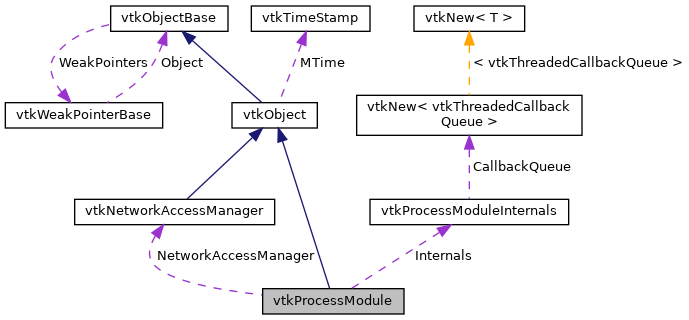 vtkObjectBase
vtkTimeStamp
vtkNew< T >
WeakPointers
Object
MTime
< vtkThreadedCallbackQueue >
vtkWeakPointerBase
vtkObject
vtkNew< vtkThreadedCallback
Queue >
CallbackQueue
vtkNetworkAccessManager
vtkProcessModuleInternals
NetworkAccessManager
Internals
vtkProcessModule